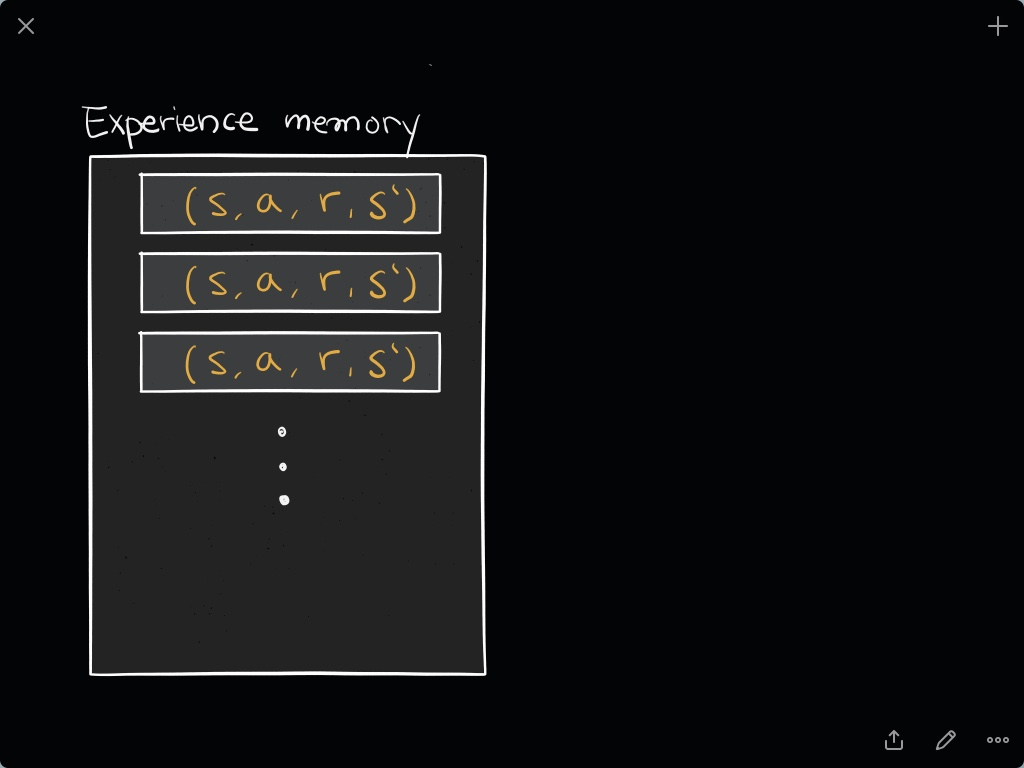 Experience memory
(s, a, r, s')
(s, a, r, s')
(s, a, r, s')